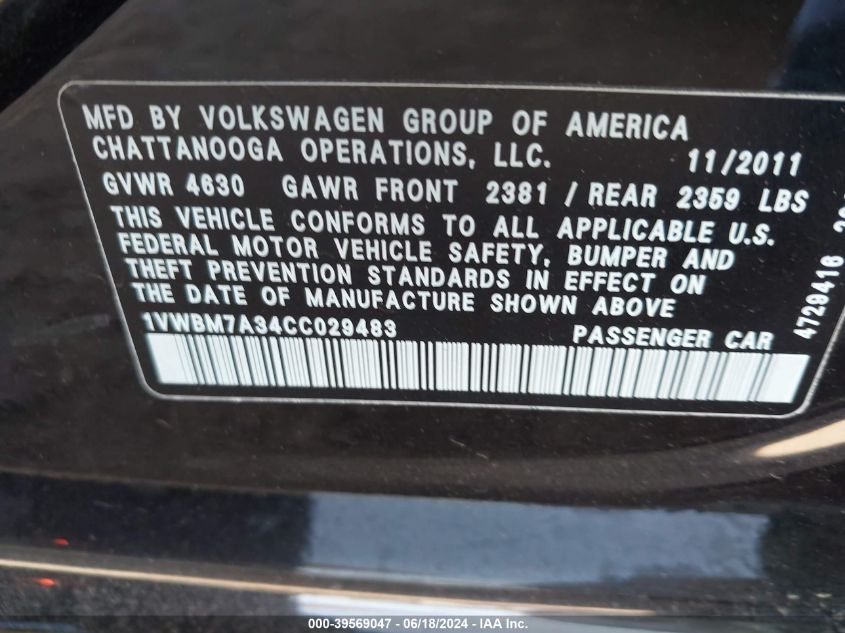 MFD BY VOLKSWAGEN GROUP OF AMERICA
CHATTANOOGA OPERATIONS, LLC. 11/2011
GVWR 4630 GAWR FRONT 2381 / REAR 2359 LBS
THIS VEHICLE CONFORMS TO ALL APPLICABLE U.S.
FEDERAL MOTOR VEHICLE SAFETY, BUMPER AND
THEFT PREVENTION STANDARDS IN EFFECT ON
THE DATE OF MANUFACTURE SHOWN ABOVE
1VWBM7A34CC029483 PASSENGER CAR
4729416
000-39569047 - 06/18/2024 - IAA Inc.